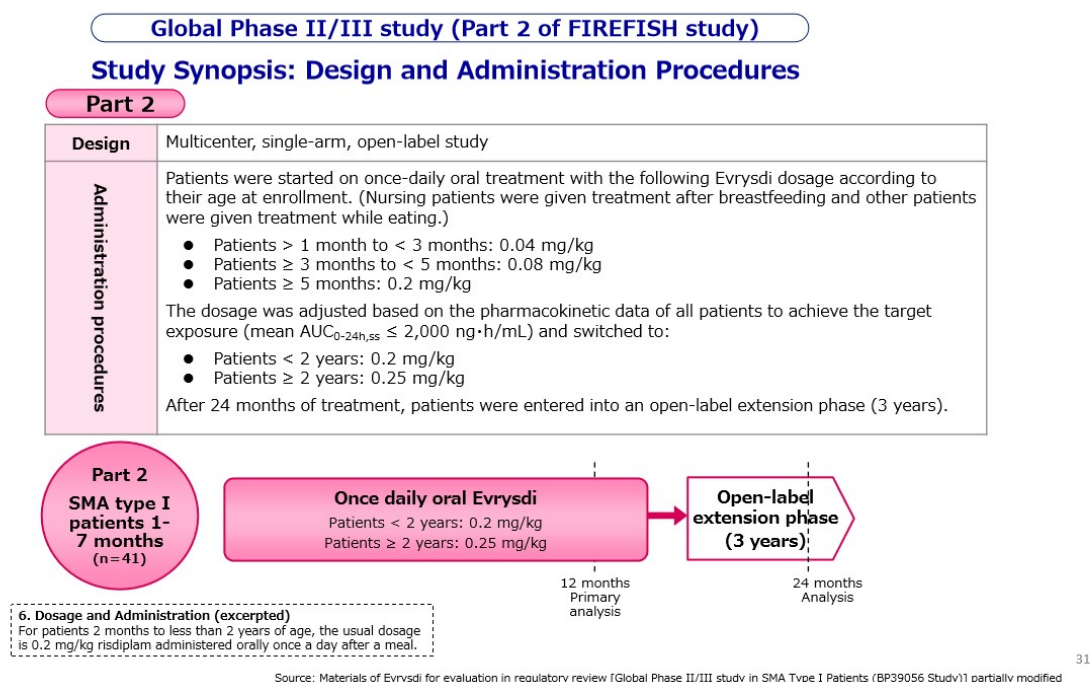 Global Phase II/III study (Part 2 of FIREFISH study)
Study Synopsis: Design and Administration Procedures
Part 2
Design
Multicenter, single-arm, open-label study
Administration procedures
Patients were started on once-daily oral treatment with the following Evrysdi dosage according to
their age at enrollment. (Nursing patients were given treatment after breastfeeding and other patients
were given treatment while eating.)
● Patients > 1 month to < 3 months: 0.04 mg/kg
● Patients ≥ 3 months to < 5 months: 0.08 mg/kg
● Patients ≥ 5 months: 0.2 mg/kg
The dosage was adjusted based on the pharmacokinetic data of all patients to achieve the target
exposure (mean AUC0-24h,ss ≤ 2,000 ng·h/mL) and switched to:
● Patients < 2 years: 0.2 mg/kg
● Patients ≥ 2 years: 0.25 mg/kg
After 24 months of treatment, patients were entered into an open-label extension phase (3 years).
Part 2
SMA type I
patients 1-
7 months
(n=41)
Once daily oral Evrysdi
Patients < 2 years: 0.2 mg/kg
Patients ≥ 2 years: 0.25 mg/kg
Open-label
extension phase
(3 years)
12 months
Primary
analysis
24 months
Analysis
6. Dosage and Administration (excerpted)
For patients 2 months to less than 2 years of age, the usual dosage
is 0.2 mg/kg risdiplam administered orally once a day after a meal.
31
Source: Materials of Evrysdi for evaluation in regulatory review [Global Phase II/III study in SMA Type I Patients (BP39056 Study)] partially modified